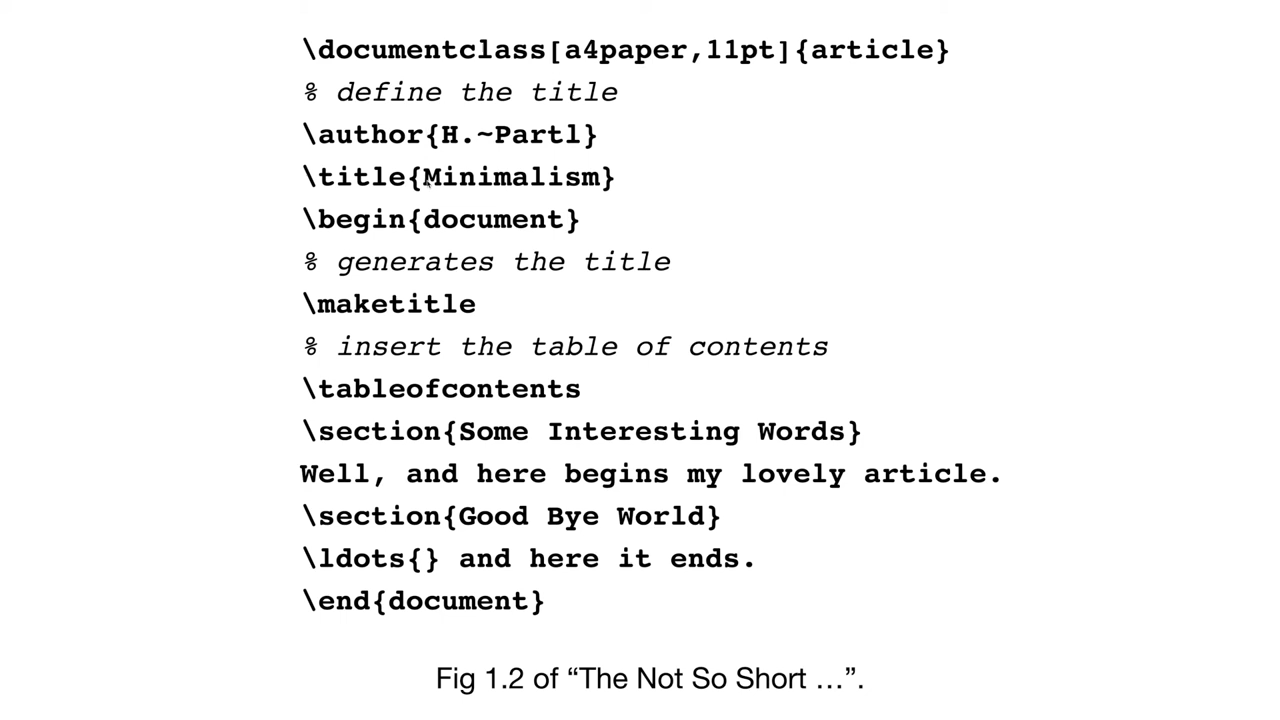 \documentclass[a4paper,11pt]{article}
% define the title
\author{H.~Partl}
\title{Minimalism}
\begin{document}
% generates the title
\maketitle
% insert the table of contents
\tableofcontents
\section{Some Interesting Words}
Well, and here begins my lovely article.
\section{Good Bye World}
\ldots{} and here it ends.
\end{document}
Fig 1.2 of “The Not So Short …”.